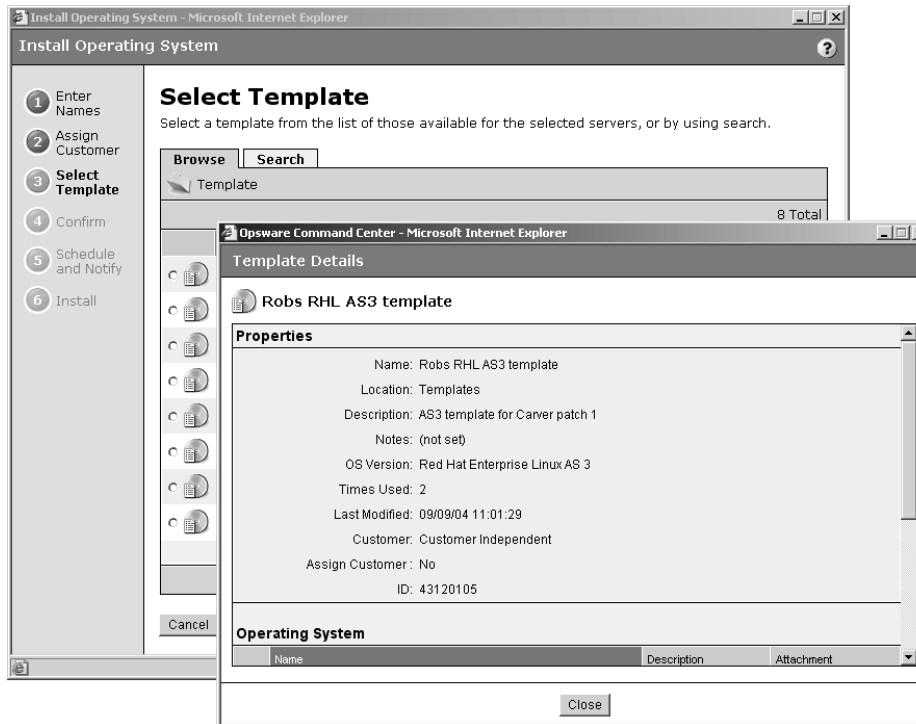 Install Operating System - Microsoft Internet Explorer
Install Operating System
?
1 Enter Names
2 Assign Customer
3 Select Template
4 Confirm
5 Schedule and Notify
6 Install
Select Template
Select a template from the list of those available for the selected servers, or by using search.
Browse Search
Template
8 Total
Cancel
Opsware Command Center - Microsoft Internet Explorer
Template Details
Robs RHL AS3 template
Properties
Name: Robs RHL AS3 template
Location: Templates
Description: AS3 template for Carver patch 1
Notes: (not set)
OS Version: Red Hat Enterprise Linux AS 3
Times Used: 2
Last Modified: 09/09/04 11:01:29
Customer: Customer Independent
Assign Customer: No
ID: 43120105
Operating System
Name Description Attachment
Close